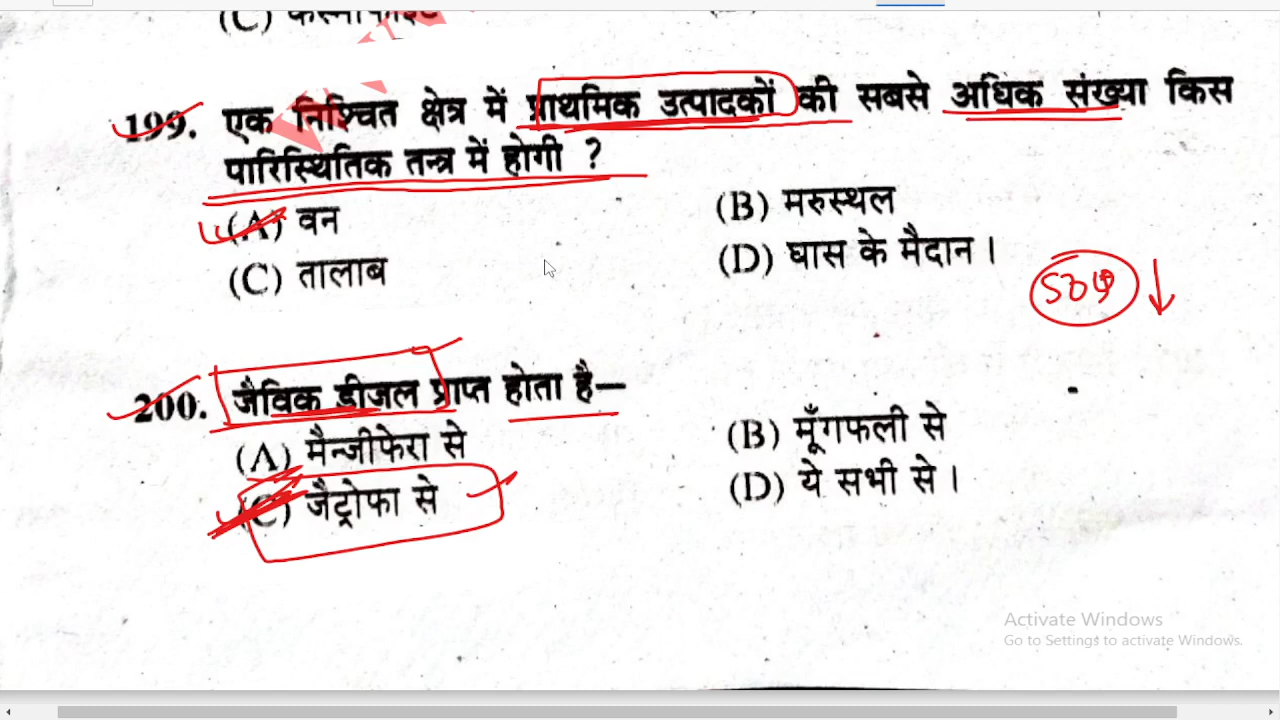 199. एक निश्चित क्षेत्र में प्राथमिक उत्पादकों की सबसे अधिक संख्या किस
पारिस्थितिक तन्त्र में होगी ?
(A) वन (B) मरुस्थल
(C) तालाब (D) घास के मैदान ।
200. जैविक डीजल प्राप्त होता है—
(A) मैन्जीफेरा से (B) मूँगफली से
(C) जैट्रोफा से (D) ये सभी से ।
Activate Windows
Go to Settings to activate Windows.